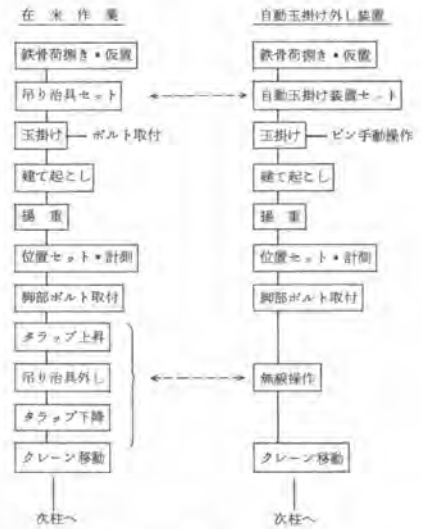 在来作業
鉄骨荷捌き・仮置
吊り治具セット
玉掛け
ボルト取付
建て起こし
揚重
位置セット・計測
脚部ボルト取付
タラップ上昇
吊り治具外し
タラップ下降
クレーン移動
次柱へ
自動玉掛け外し装置
鉄骨荷捌き・仮置
自動玉掛け装置セット
玉掛け
ピン手動操作
建て起こし
揚重
位置セット・計測
脚部ボルト取付
無線操作
クレーン移動
次柱へ